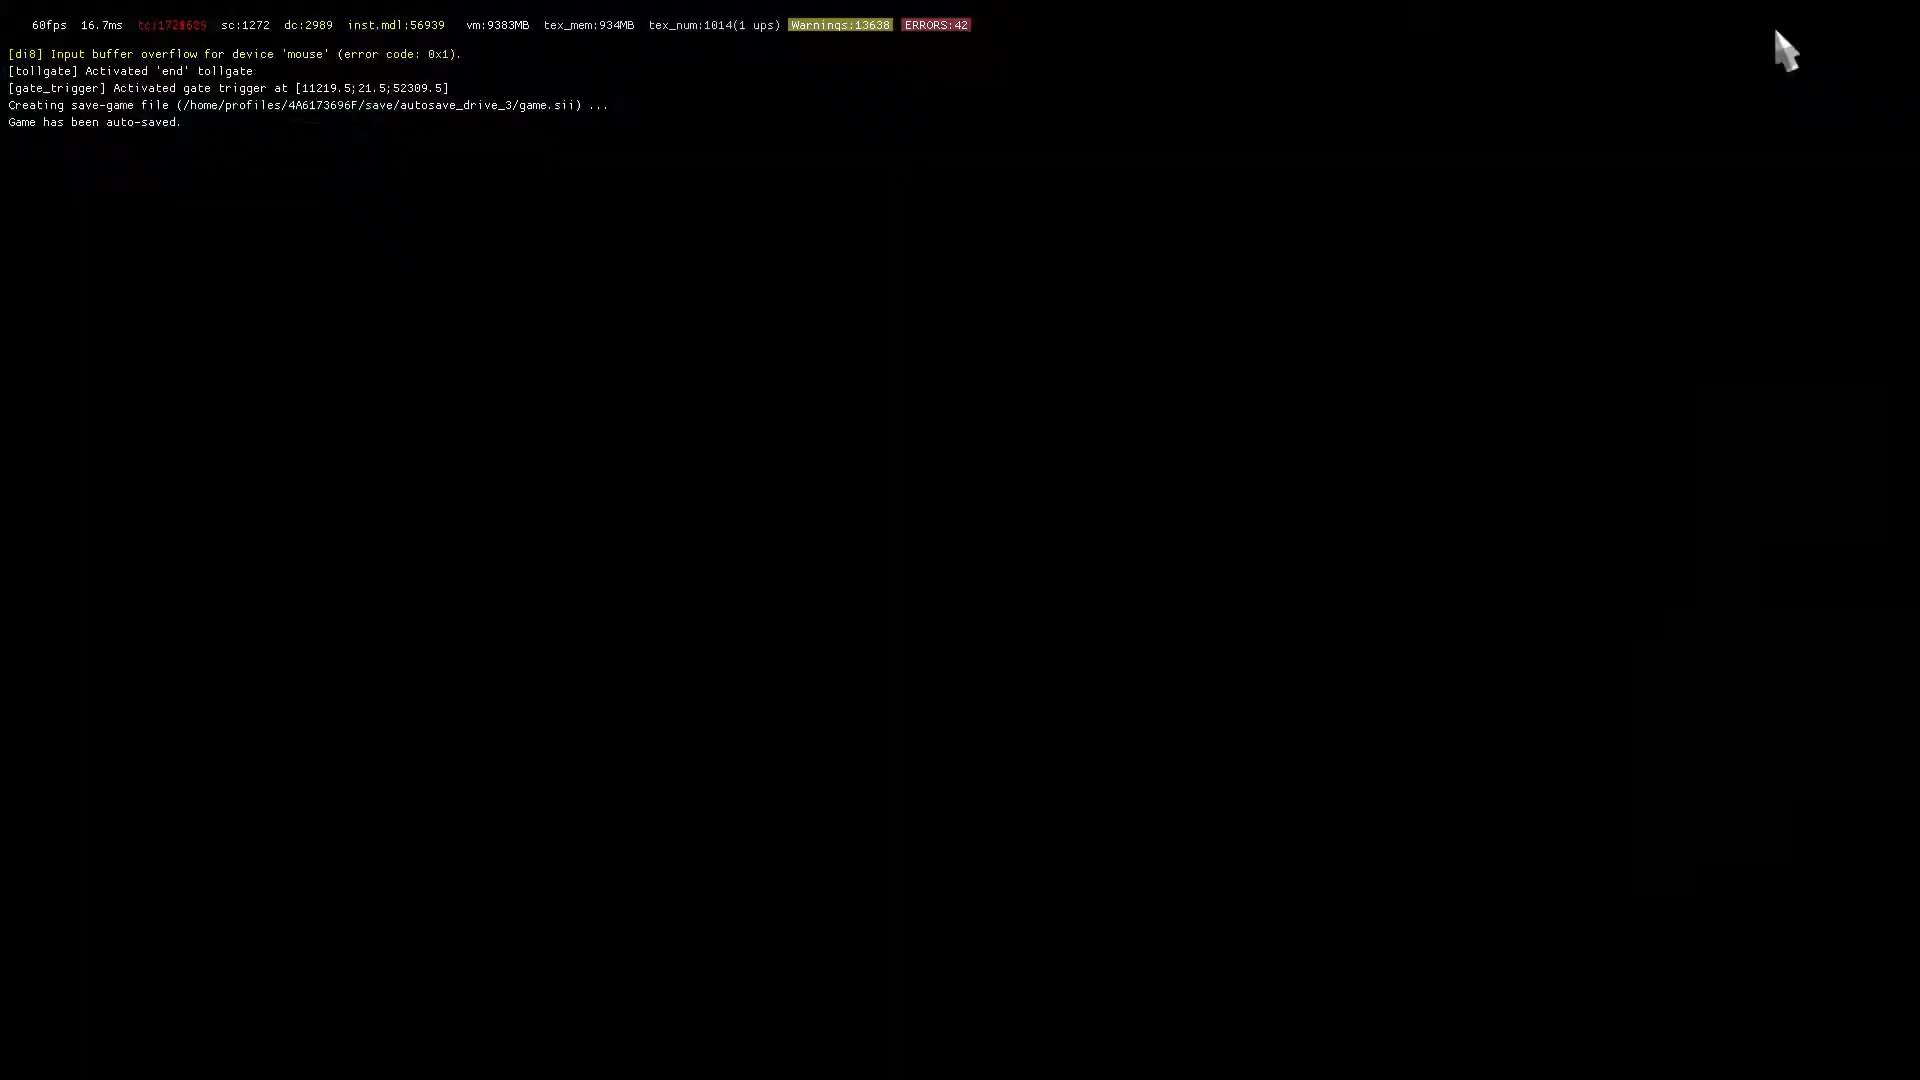 60fps 16.7ms sc:1272 dc:2989 inst.mdl:56939 vm:9383MB tex_mem:934MB tex_num:1014(1 ups) Warnings:13638 ERRORS:42
[di8] Input buffer overflow for device 'mouse' (error code: 0x1).
[tollgate] Activated 'end' tollgate
[gate_trigger] Activated gate trigger at [11219.5;21.5;52309.5]
Creating save-game file (/home/profiles/4A6173696F/save/autosave_drive_3/game.sii) ...
Game has been auto-saved.